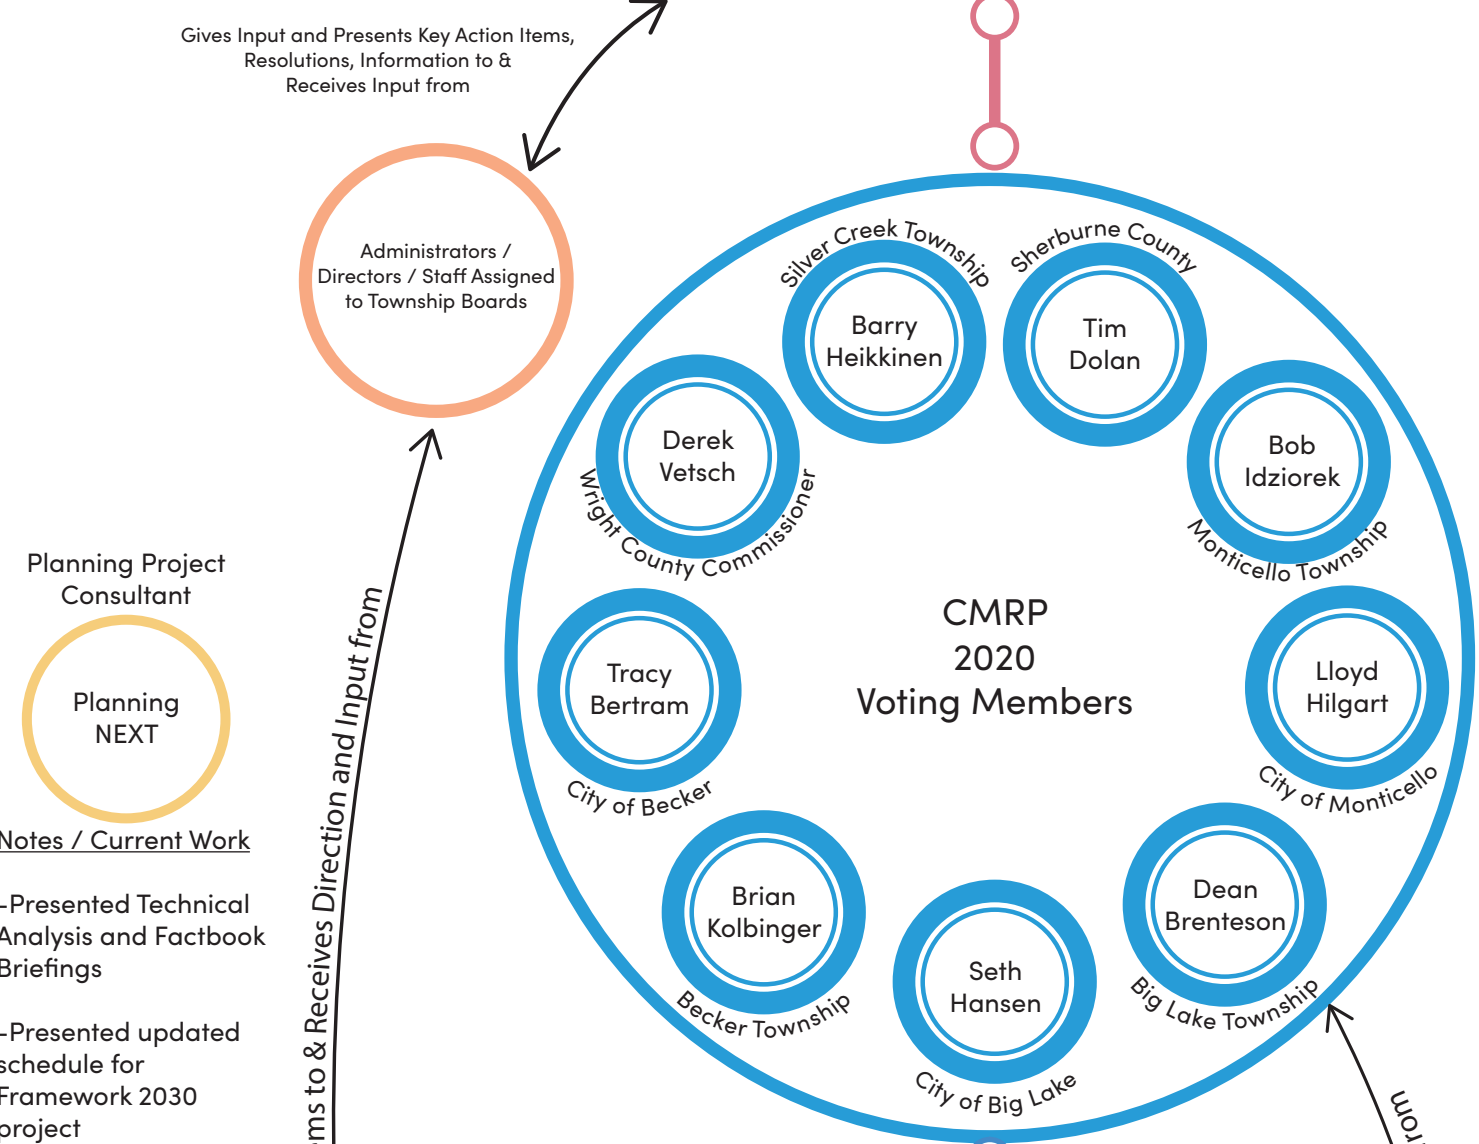 Gives Input and Presents Key Action Items,
Resolutions, Information to &
Receives Input from
Administrators /
Directors / Staff Assigned
to Township Boards
Planning Project
Consultant
Planning
NEXT
Notes / Current Work
-Presented Technical
Analysis and Factbook
Briefings
-Presented updated
schedule for
Framework 2030
project
ms to & Receives Direction and Input from
CMRP
2020
Voting Members
Silver Creek Township
Barry
Heikkinen
Sherburne County
Tim
Dolan
Bob
Idziorek
Monticello Township
Lloyd
Hilgart
City of Monticello
Dean
Brenteson
Big Lake Township
Seth
Hansen
City of Big Lake
Brian
Kolbinger
Becker Township
Tracy
Bertram
City of Becker
Derek
Vetsch
Wright County Commissioner
rom